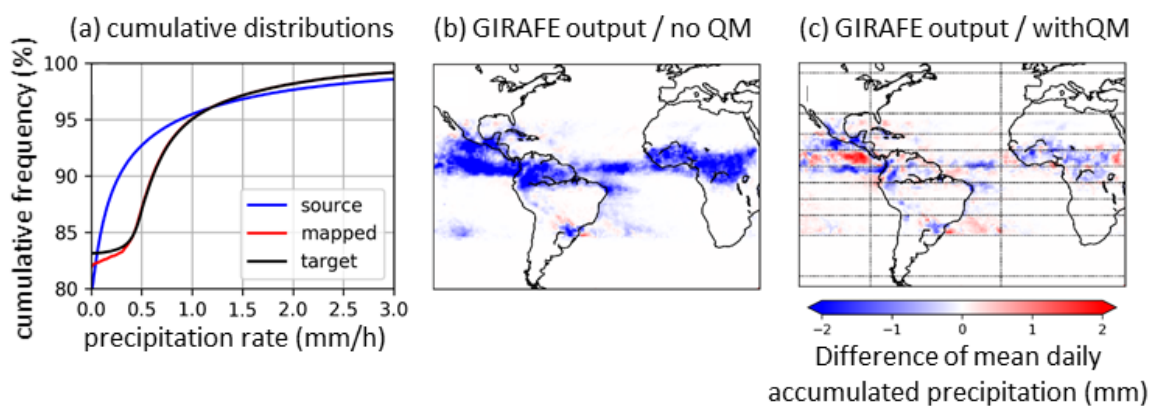 (a) cumulative distributions
(b) GIRAFE output / no QM
(c) GIRAFE output / withQM
cumulative frequency (%)
100
95
90
85
80
source
mapped
target
0.0 0.5 1.0 1.5 2.0 2.5 3.0
precipitation rate (mm/h)
−2 −1 0 1 2
Difference of mean daily
accumulated precipitation (mm)